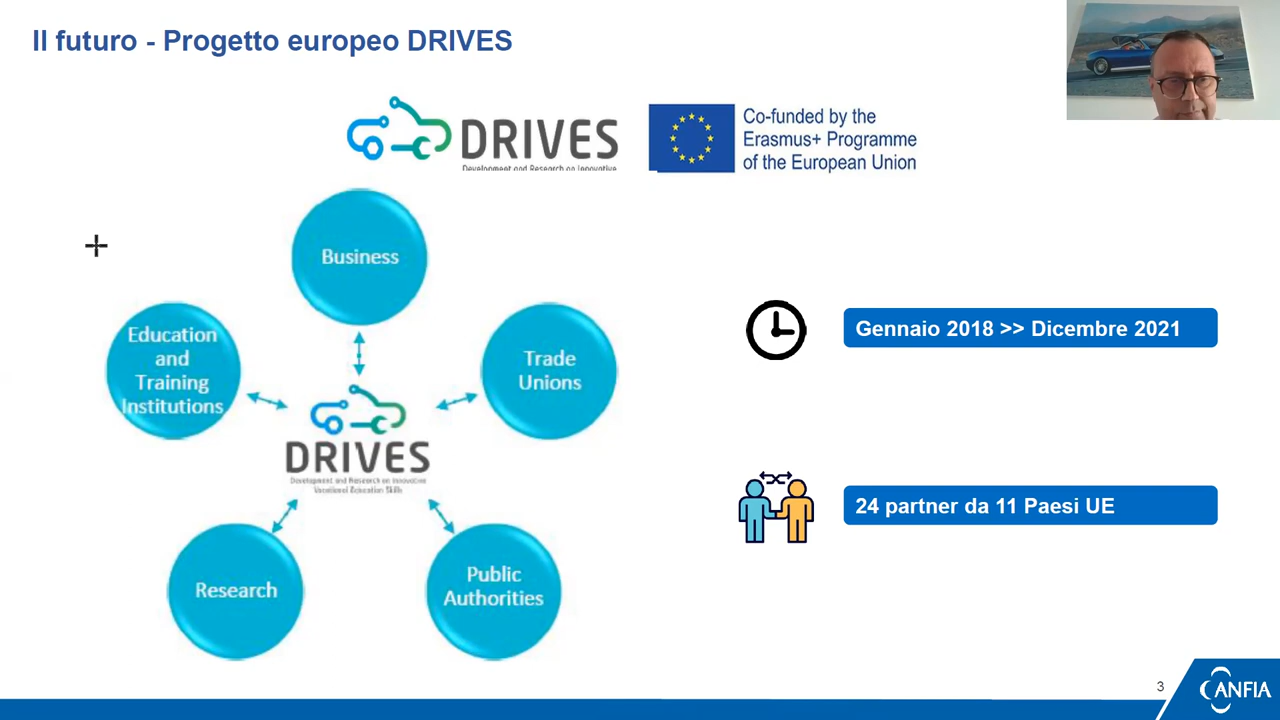 Il futuro - Progetto europeo DRIVES
DRIVES
Development and Research on Innovative
Co-funded by the
Erasmus+ Programme
of the European Union
Business
Education
and
Training
Institutions
Trade
Unions
DRIVES
Development and Research on Innovative
Vocational Education Skills
Research
Public
Authorities
Gennaio 2018 >> Dicembre 2021
24 partner da 11 Paesi UE
3
ANFIA